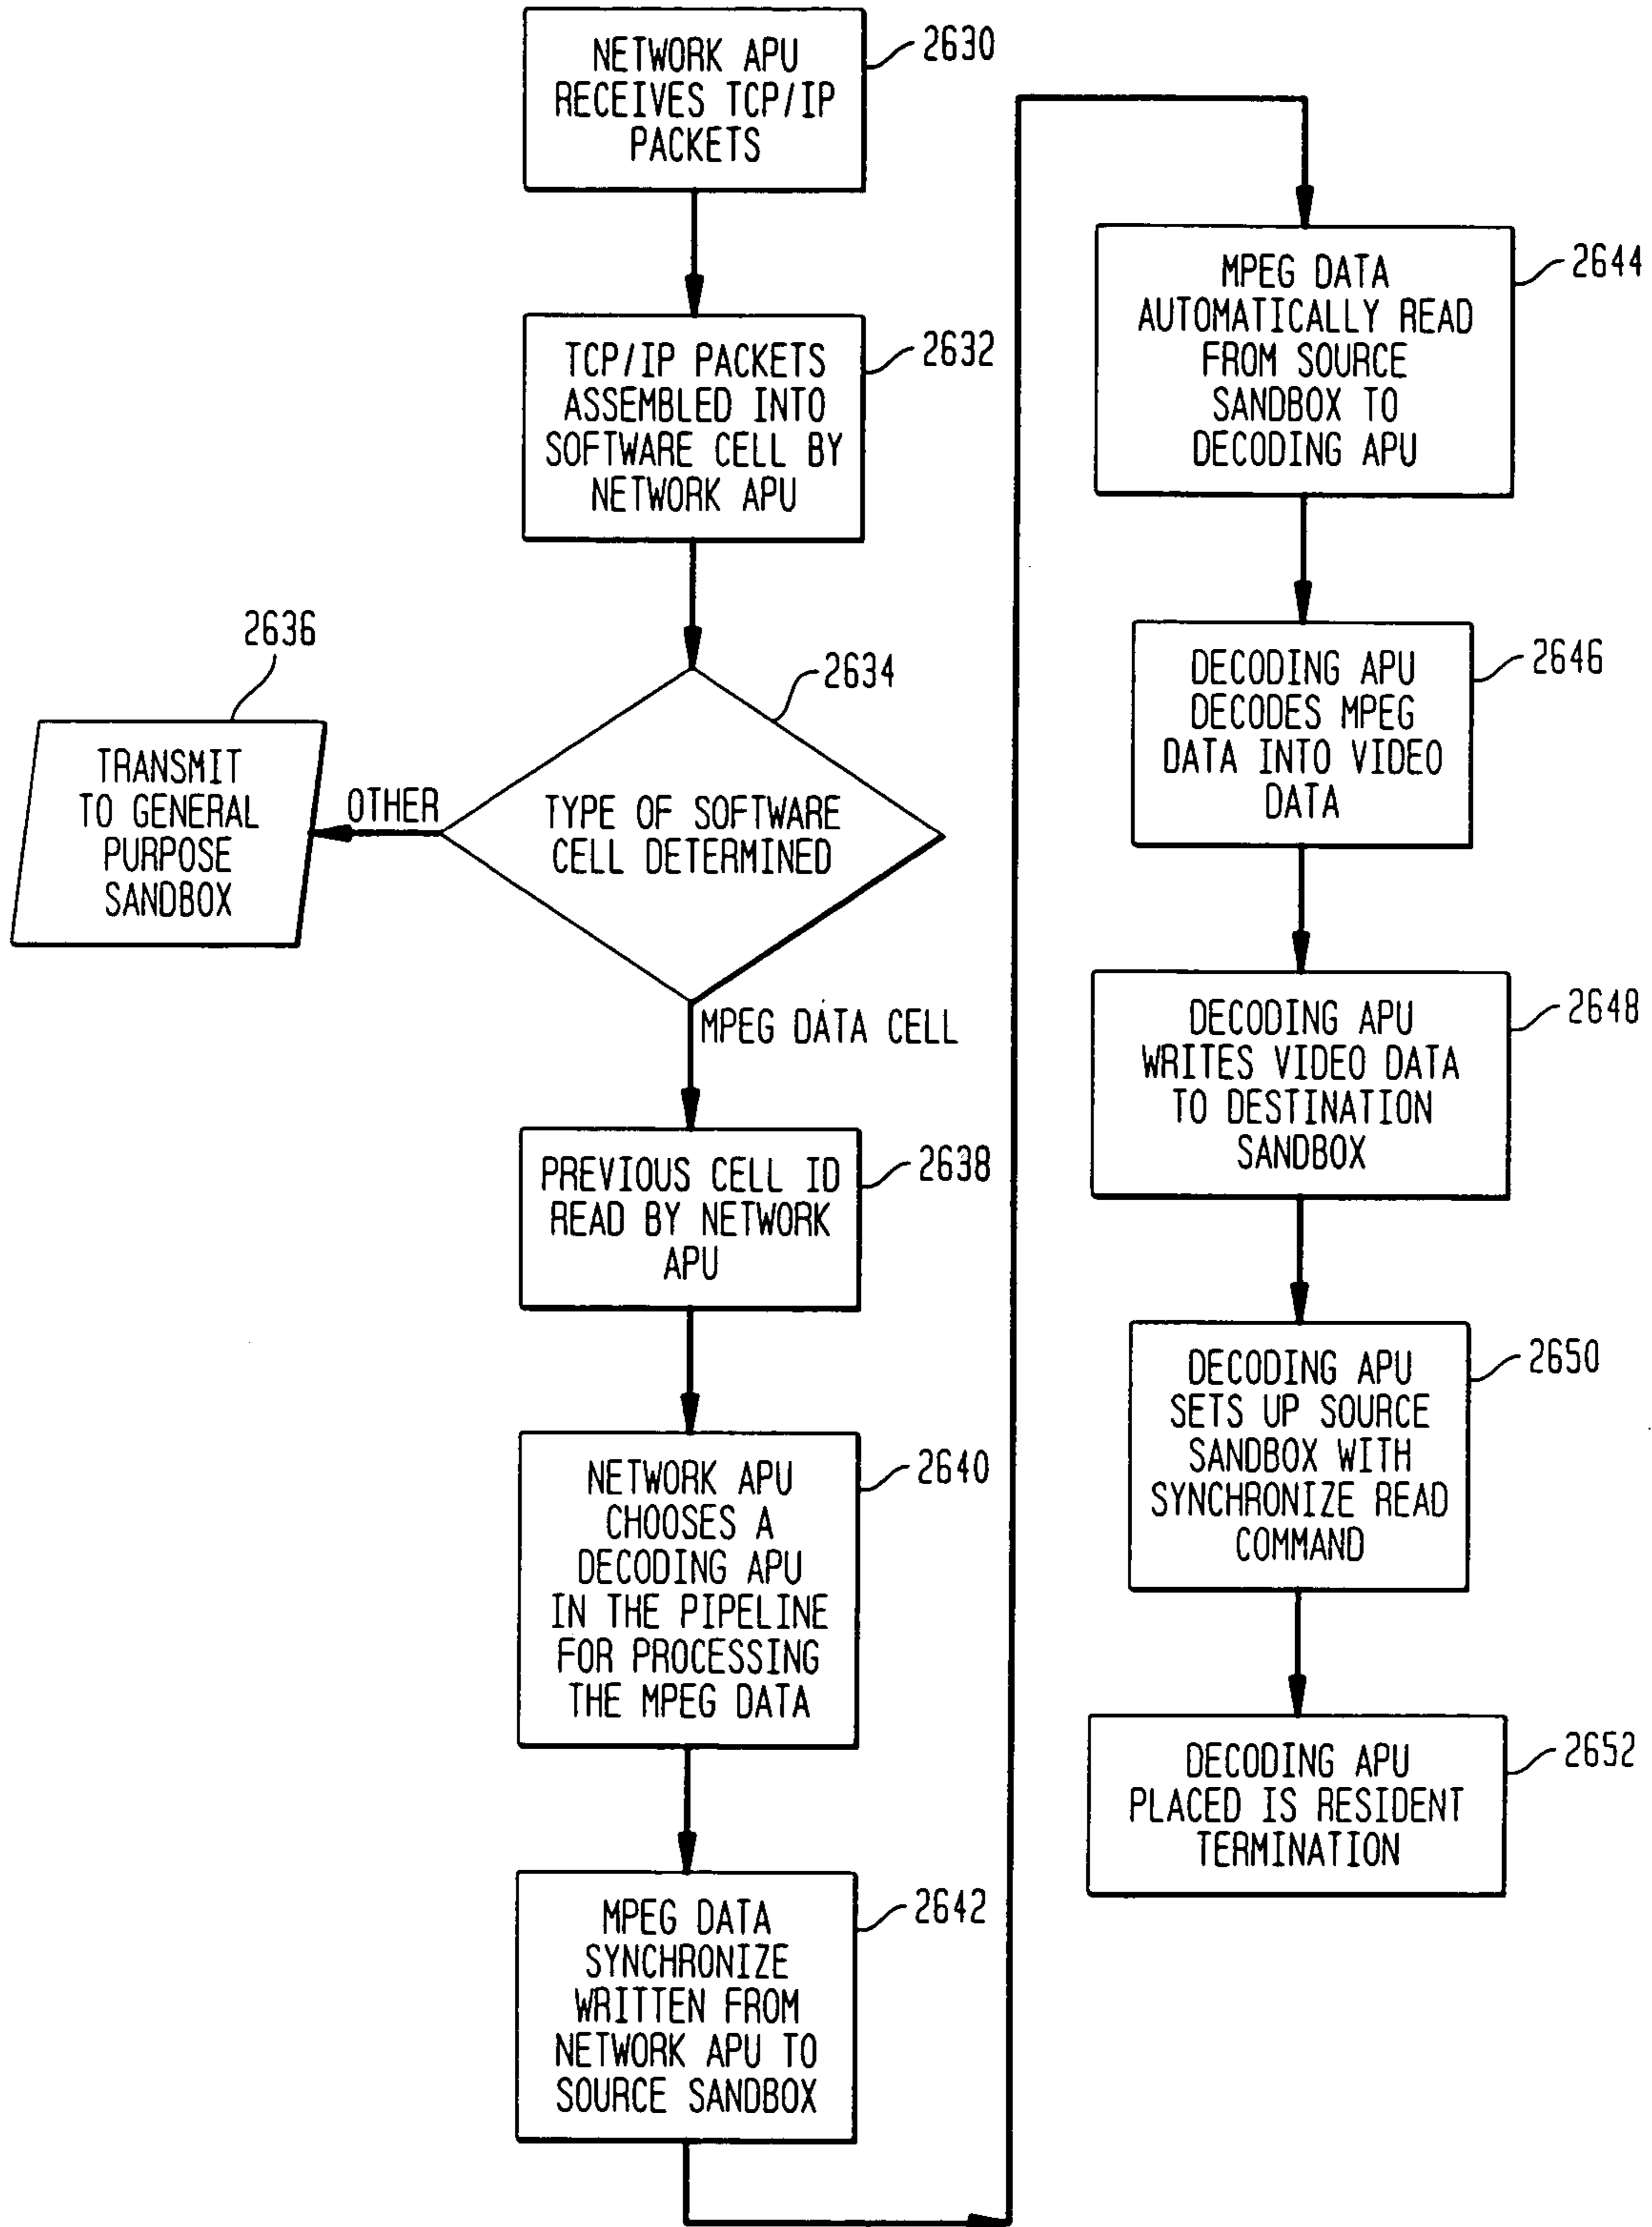 NETWORK APU
RECEIVES TCP/IP
PACKETS
2630
TCP/IP PACKETS
ASSEMBLED INTO
SOFTWARE CELL BY
NETWORK APU
2632
TYPE OF SOFTWARE
CELL DETERMINED
2634
OTHER
TRANSMIT
TO GENERAL
PURPOSE
SANDBOX
2636
MPEG DATA CELL
PREVIOUS CELL ID
READ BY NETWORK
APU
2638
NETWORK APU
CHOOSES A
DECODING APU
IN THE PIPELINE
FOR PROCESSING
THE MPEG DATA
2640
MPEG DATA
SYNCHRONIZE
WRITTEN FROM
NETWORK APU TO
SOURCE SANDBOX
2642
MPEG DATA
AUTOMATICALLY READ
FROM SOURCE
SANDBOX TO
DECODING APU
2644
DECODING APU
DECODES MPEG
DATA INTO VIDEO
DATA
2646
DECODING APU
WRITES VIDEO DATA
TO DESTINATION
SANDBOX
2648
DECODING APU
SETS UP SOURCE
SANDBOX WITH
SYNCHRONIZE READ
COMMAND
2650
DECODING APU
PLACED IS RESIDENT
TERMINATION
2652